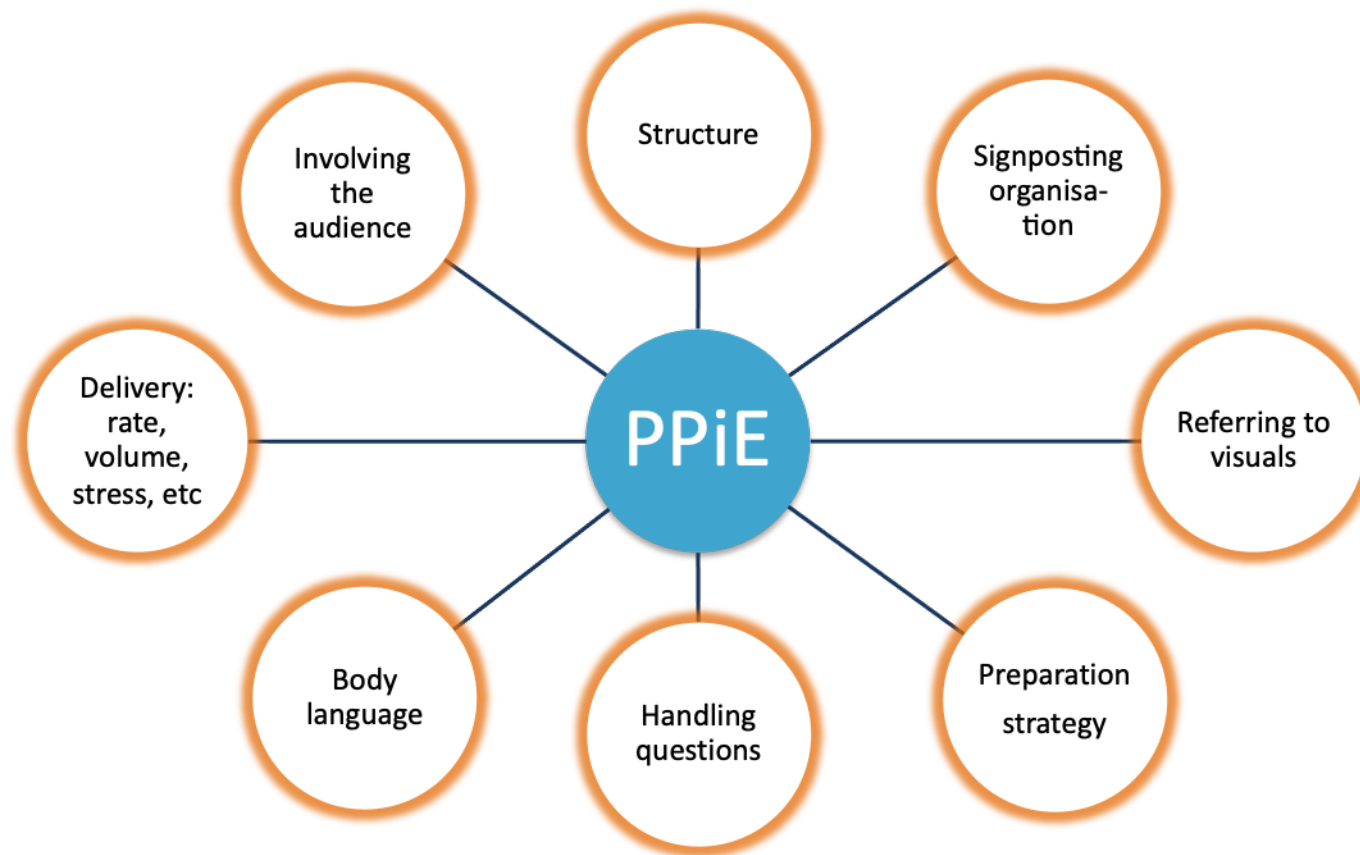 Structure
Signposting
organisa-
tion
Referring to
visuals
Preparation
strategy
Handling
questions
Body
language
Delivery:
rate,
volume,
stress, etc
Involving
the
audience
PPiE